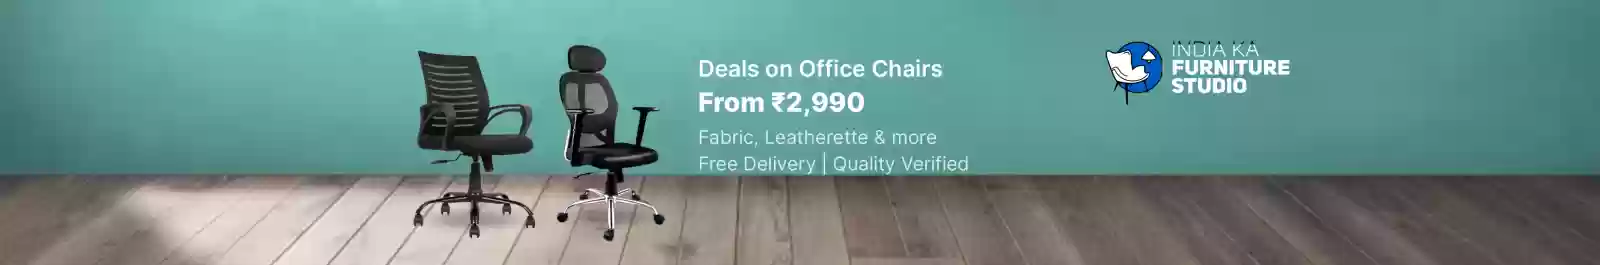 Deals on Office Chairs
From ₹2,990
Fabric, Leatherette & more
Free Delivery | Quality Verified
INDIA KA
FURNITURE
STUDIO